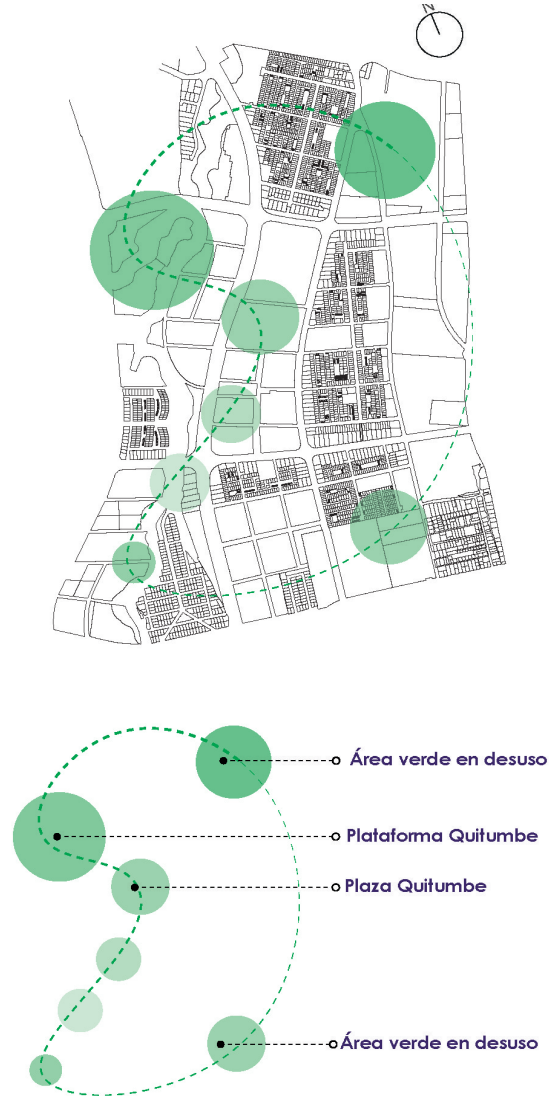 N
Área verde en desuso
Plataforma Quitumbe
Plaza Quitumbe
Área verde en desuso